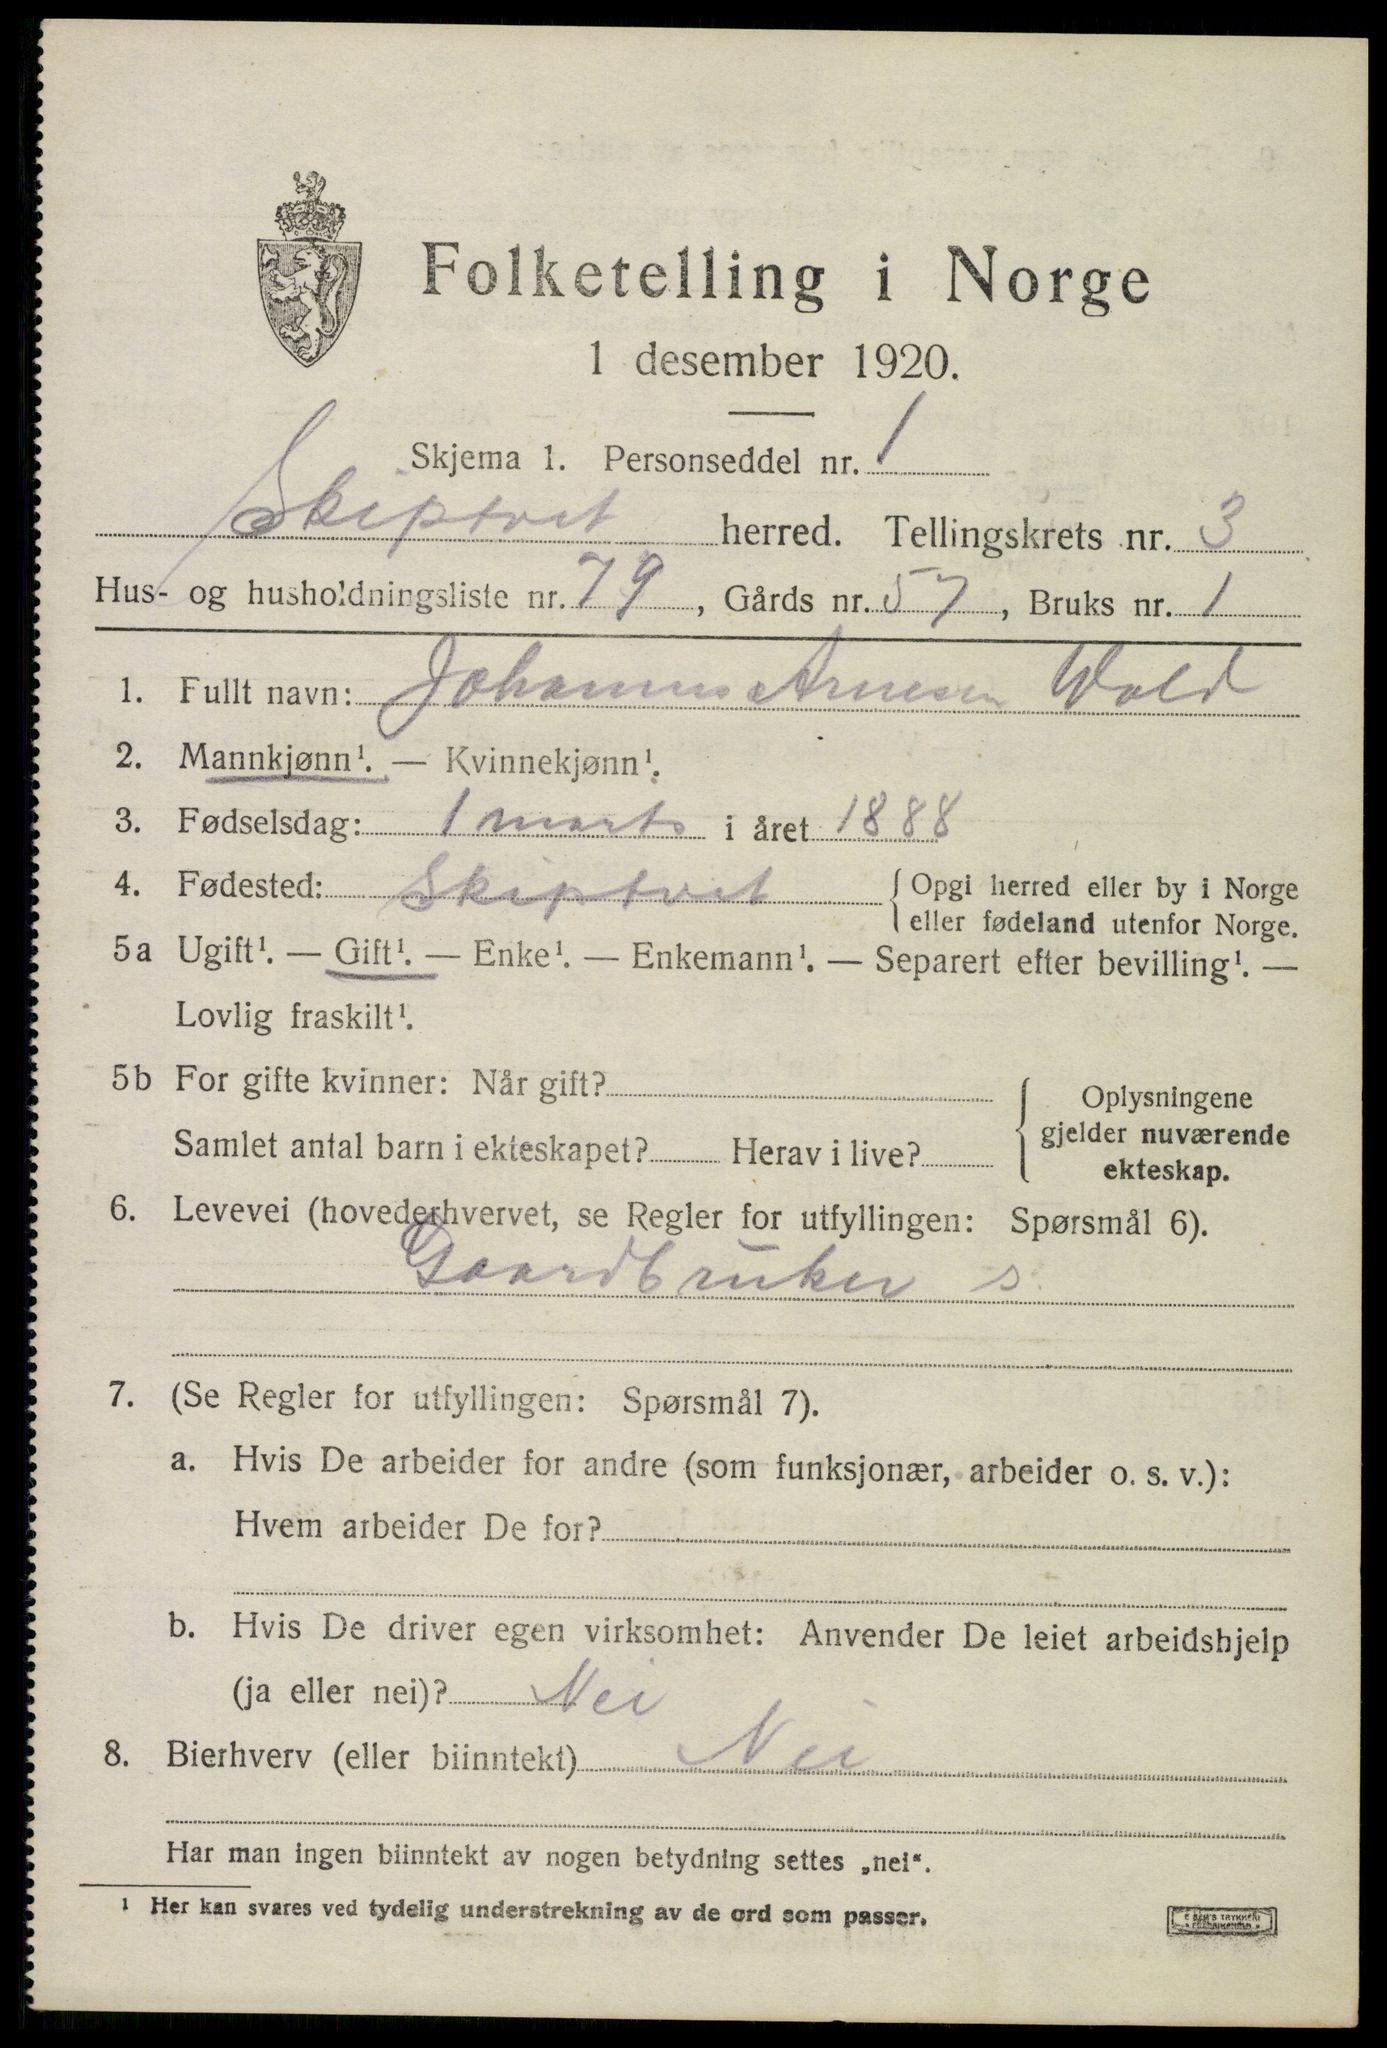 Folketelling i Norge
1 desember 1920.
Skjema 1. Personseddel nr. 1
Skiptvet herred. Tellingskrets nr. 3
Hus- og husholdningsliste nr. 79, Gårds nr. 57, Bruks nr. 1
1. Fullt navn: Johannes Arnesen Wold
2. Mannkjønn¹. — Kvinnekjønn¹.
3. Fødselsdag: 1 marts i året 1888
4. Fødested: Skiptvet { Opgi herred eller by i Norge
eller fødeland utenfor Norge.
5a Ugift¹. — Gift¹. — Enke¹. — Enkemann¹. — Separert efter bevilling¹. —
Lovlig fraskilt¹.
5b For gifte kvinner: Når gift?
Samlet antal barn i ekteskapet? Herav i live?
Oplysningene
gjelder nuværende
ekteskap.
6. Levevei (hovederhvervet, se Regler for utfyllingen: Spørsmål 6).
Gaardbruker s
7. (Se Regler for utfyllingen: Spørsmål 7).
a. Hvis De arbeider for andre (som funksjonær, arbeider o. s. v.):
Hvem arbeider De for?
b. Hvis De driver egen virksomhet: Anvender De leiet arbeidshjelp
(ja eller nei)? Nei
8. Bierhverv (eller biinntekt) Nei
Har man ingen biinntekt av nogen betydning settes „nei“.
¹ Her kan svares ved tydelig understrekning av de ord som passer.